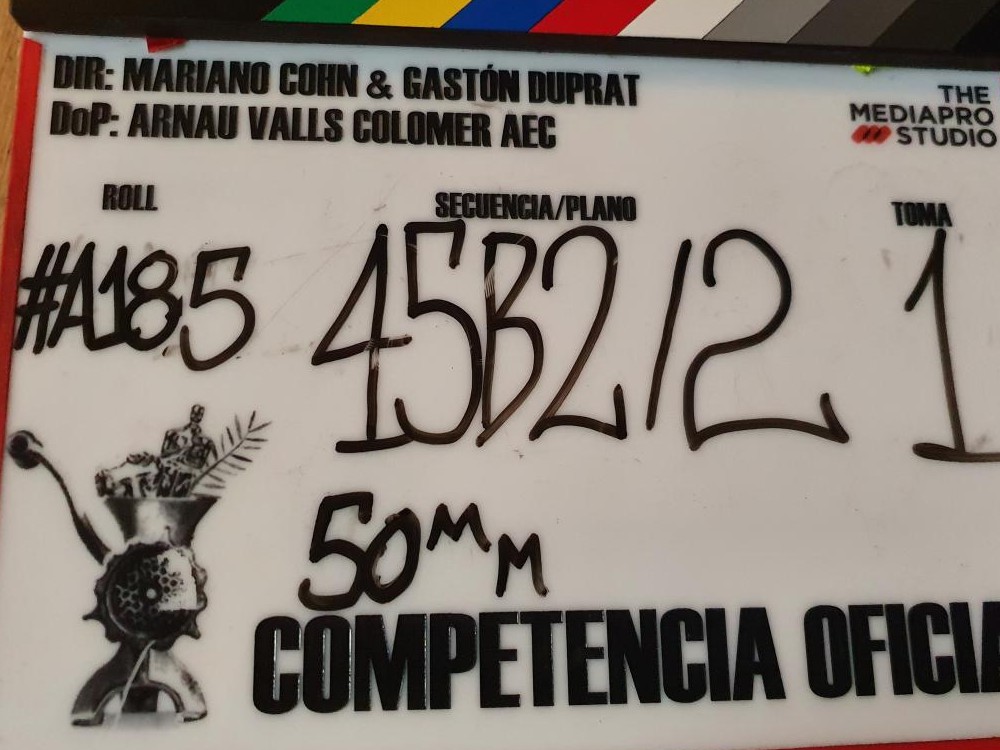 DIR: MARIANO COHN & GASTÓN DUPRAT
DoP: ARNAU VALLS COLOMER AEC
THE
MEDIAPRO
STUDIO
ROLL SECUENCIA/PLANO TOMA
#A185 45B2/2 1
50MM
COMPETENCIA OFICIA